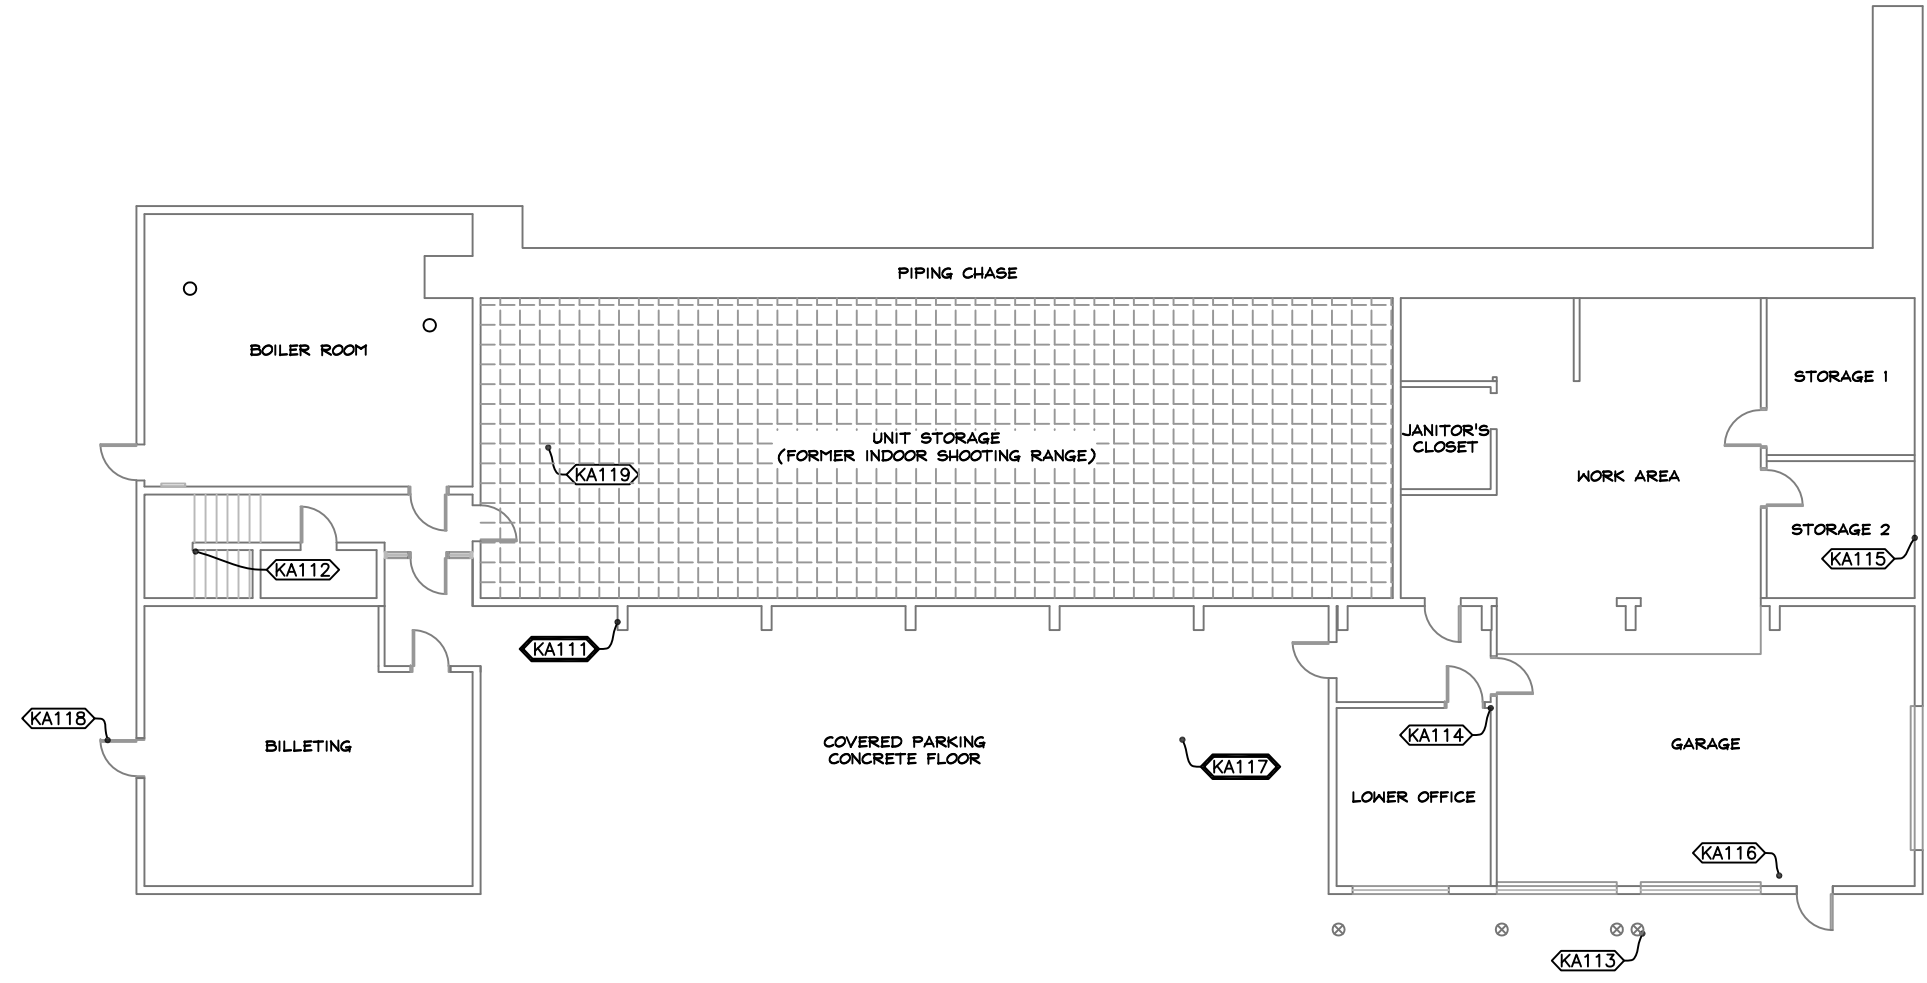 PIPING CHASE
BOILER ROOM
STORAGE 1
JANITOR'S
CLOSET
UNIT STORAGE
(FORMER INDOOR SHOOTING RANGE)
KA119
WORK AREA
STORAGE 2
KA115
KA112
KA111
KA118
BILLETING
COVERED PARKING
CONCRETE FLOOR
KA117
KA114
GARAGE
LOWER OFFICE
KA116
KA113